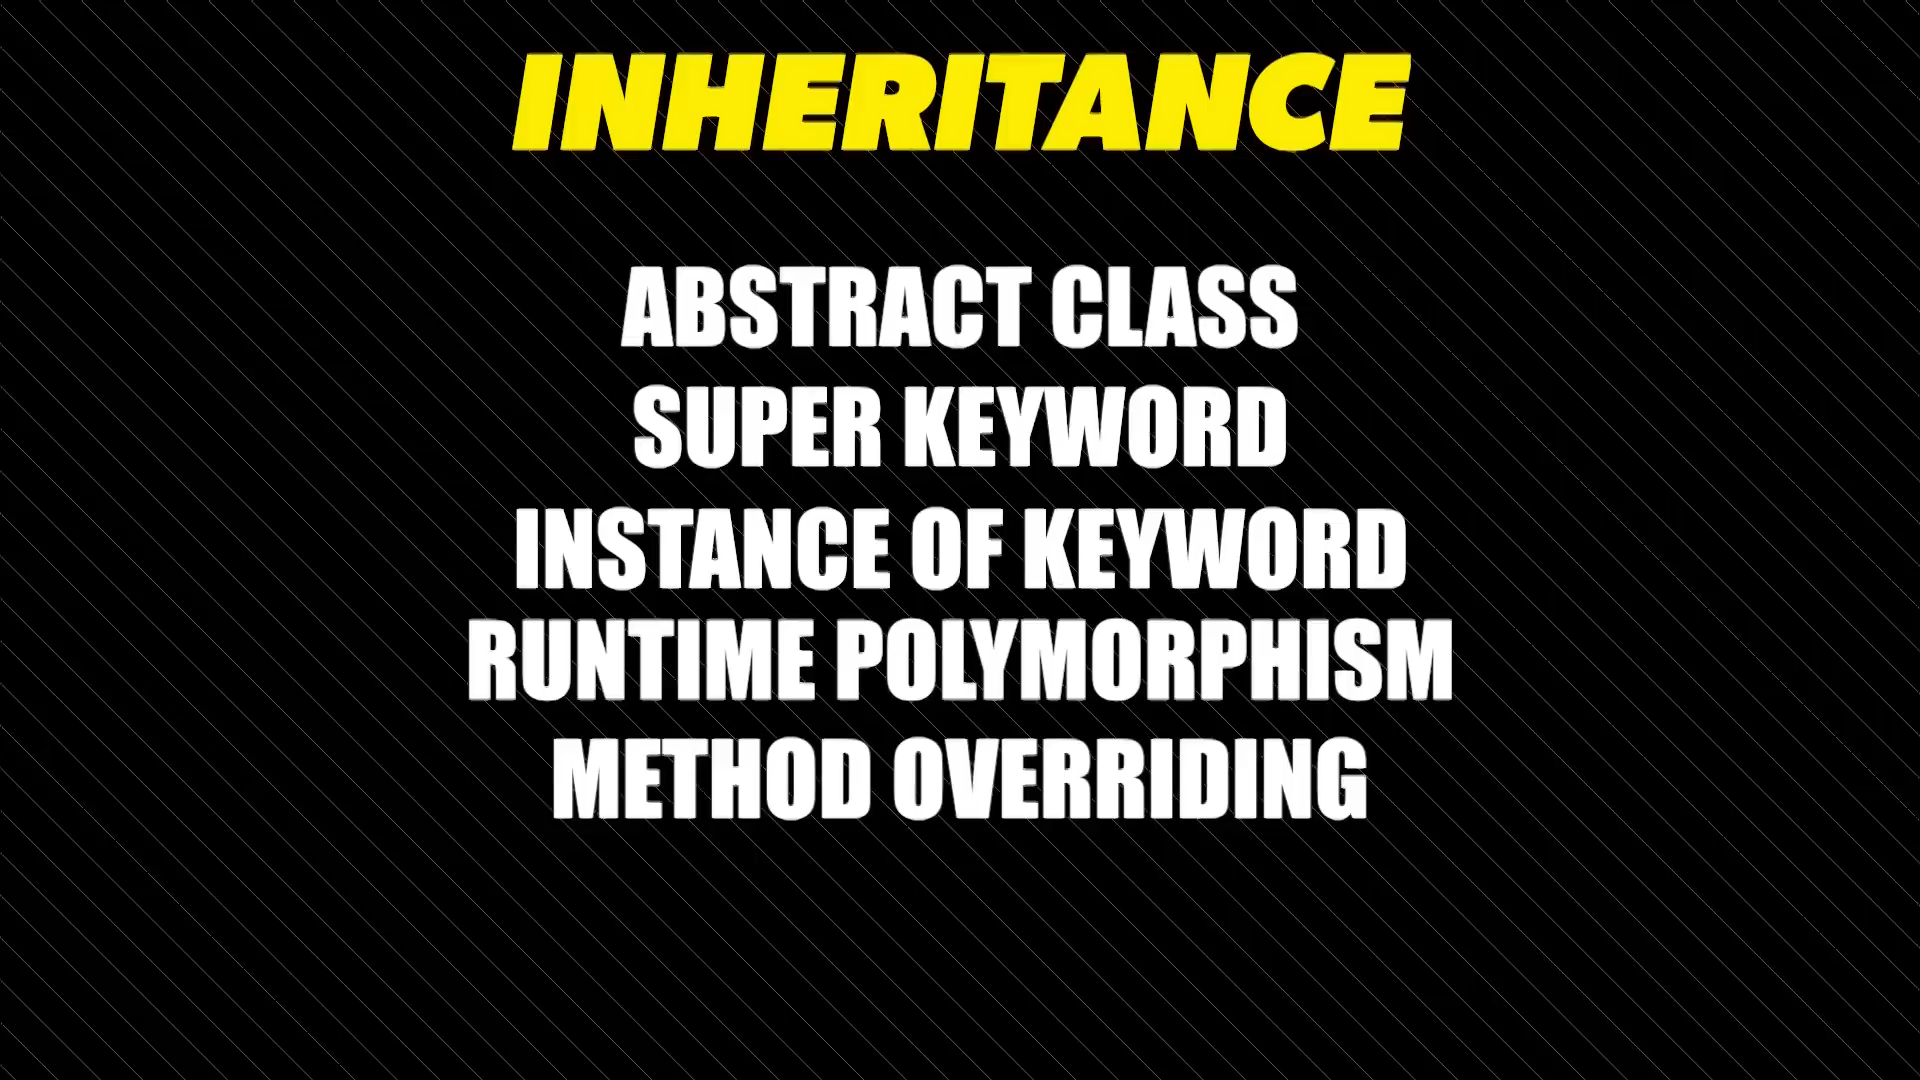 INHERITANCE
ABSTRACT CLASS
SUPER KEYWORD
INSTANCE OF KEYWORD
RUNTIME POLYMORPHISM
METHOD OVERRIDING